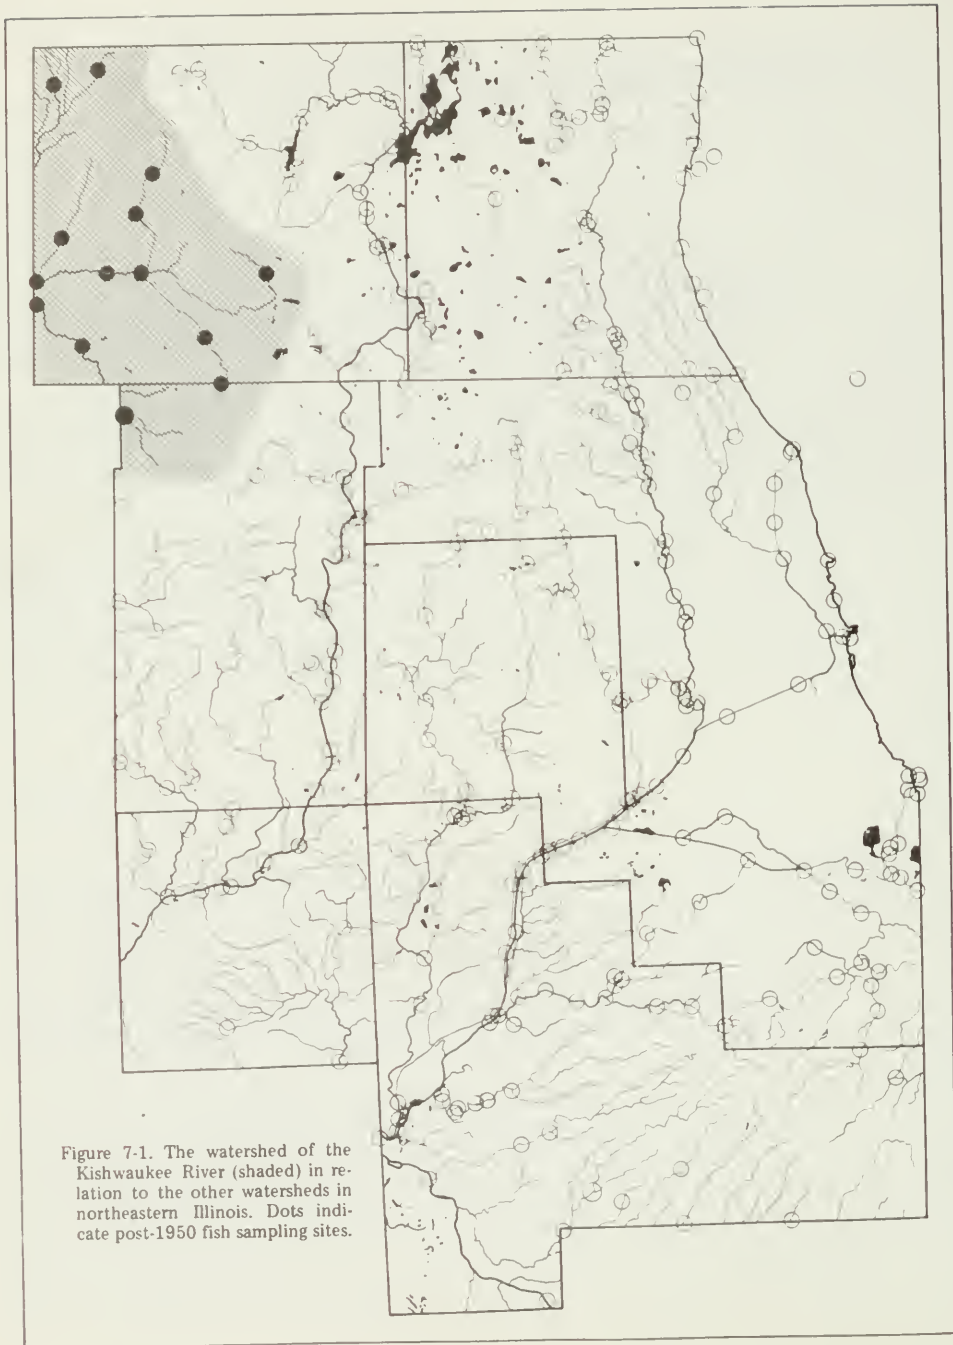 Figure 7-1. The watershed of the
Kishwaukee River (shaded) in re-
lation to the other watersheds in
northeastern Illinois. Dots indi-
cate post-1950 fish sampling sites.